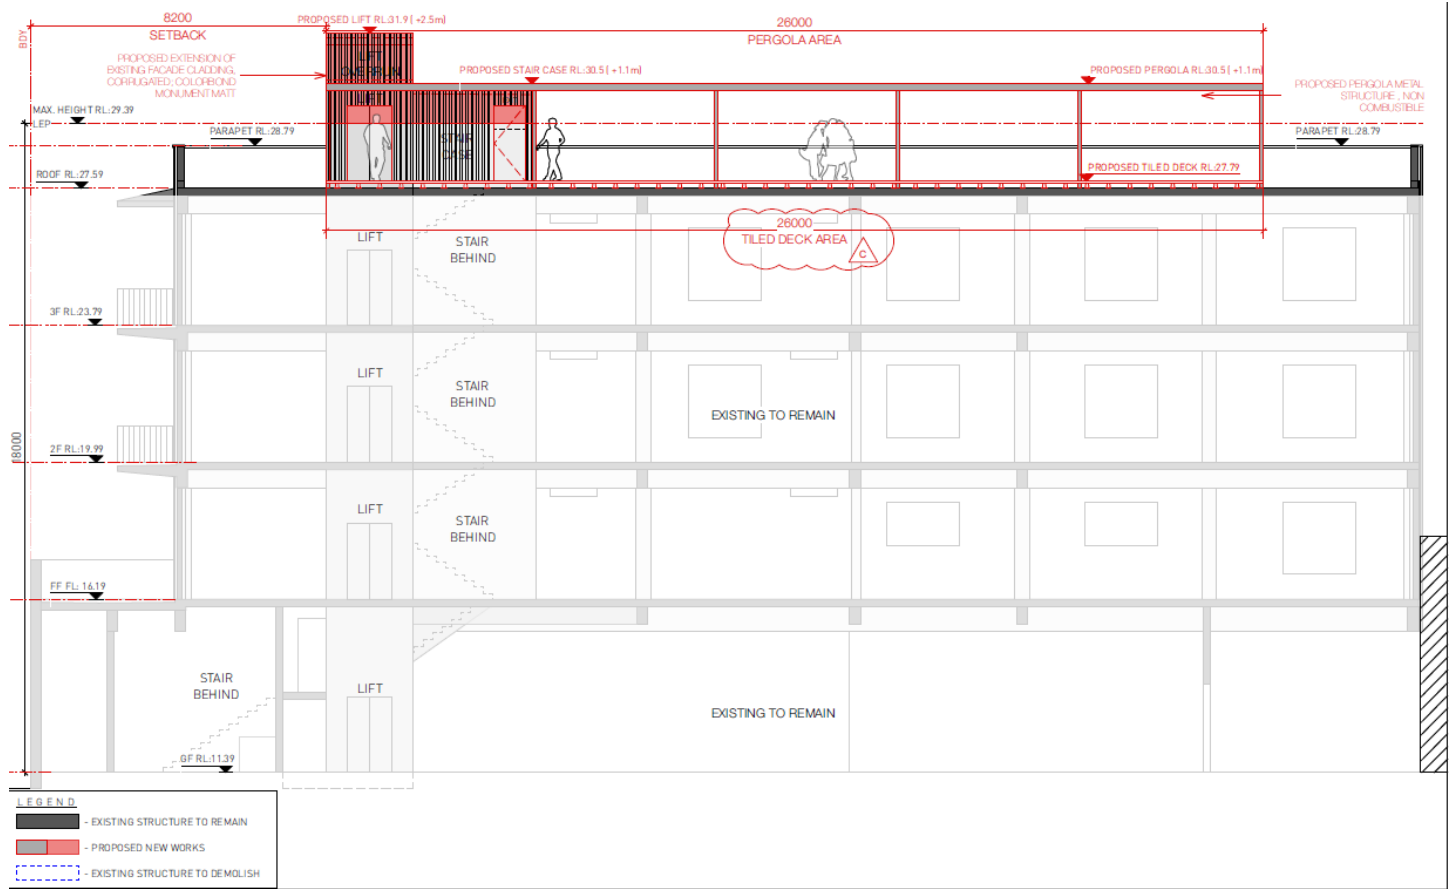 8200
SETBACK
BDY
PROPOSED LIFT RL:31.9 ( +2.5m)
26000
PERGOLA AREA
PROPOSED EXTENSION OF
EXISTING FACADE CLADDING,
CORRUGATED; COLORBOND
MONUMENT MATT
LIFT
OVERRUN
PROPOSED STAIR CASE RL:30.5 ( +1.1m)
PROPOSED PERGOLA RL:30.5 ( +1.1m)
PROPOSED PERGOLA METAL
STRUCTURE , NON
COMBUSTIBLE
MAX. HEIGHT RL:29.39
LEP
LIFT
PARAPET RL:28.79
STAIR
CASE
PARAPET RL:28.79
ROOF RL:27.59
PROPOSED TILED DECK RL:27.79
26000
TILED DECK AREA
C
LIFT
STAIR
BEHIND
3F RL:23.79
LIFT
STAIR
BEHIND
EXISTING TO REMAIN
18000
2F RL:19.99
LIFT
STAIR
BEHIND
FF FL: 16.19
STAIR
BEHIND
LIFT
EXISTING TO REMAIN
GF RL:11.39
LEGEND
- EXISTING STRUCTURE TO REMAIN
- PROPOSED NEW WORKS
- EXISTING STRUCTURE TO DEMOLISH